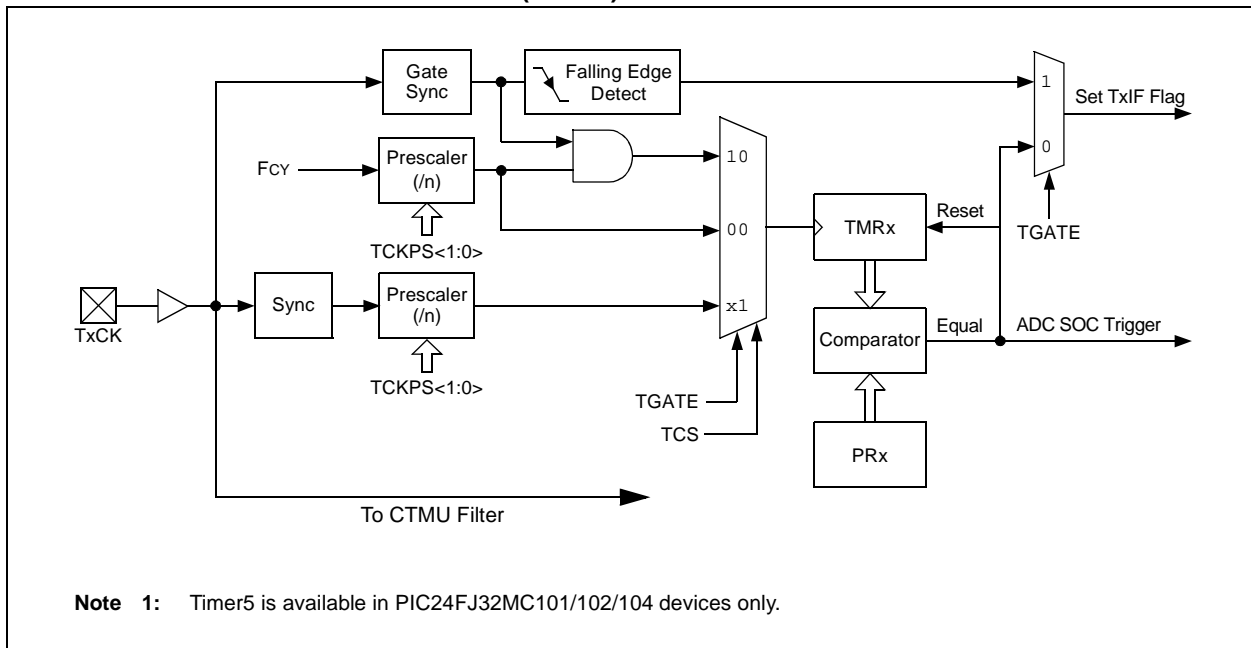 Gate
Sync
Falling Edge
Detect
1
Set TxIF Flag
0
FCY
Prescaler
(/n)
10
TCKPS<1:0>
00
TMRx
Reset
TGATE
TxCK
Sync
Prescaler
(/n)
x1
TCKPS<1:0>
Comparator
Equal
ADC SOC Trigger
TGATE
TCS
PRx
To CTMU Filter
Note 1: Timer5 is available in PIC24FJ32MC101/102/104 devices only.